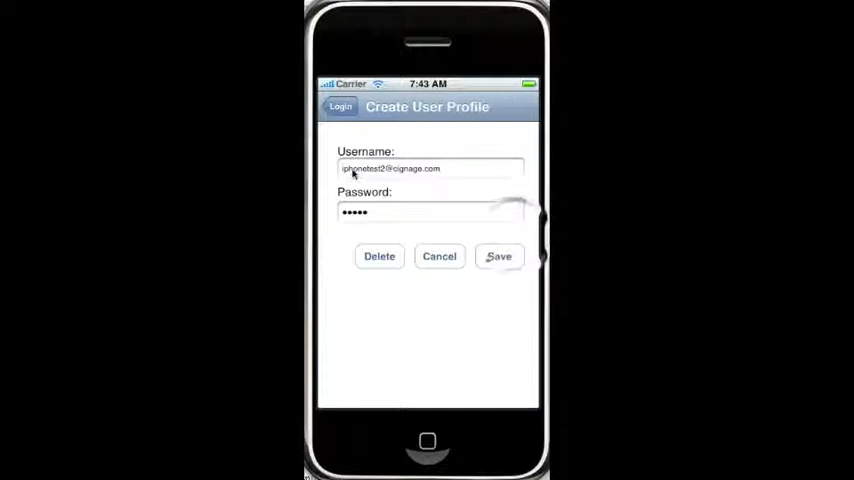 Carrier 7:43 AM
Login Create User Profile
Username:
iphonetest2@cignage.com
Password:
•••••
Delete Cancel Save